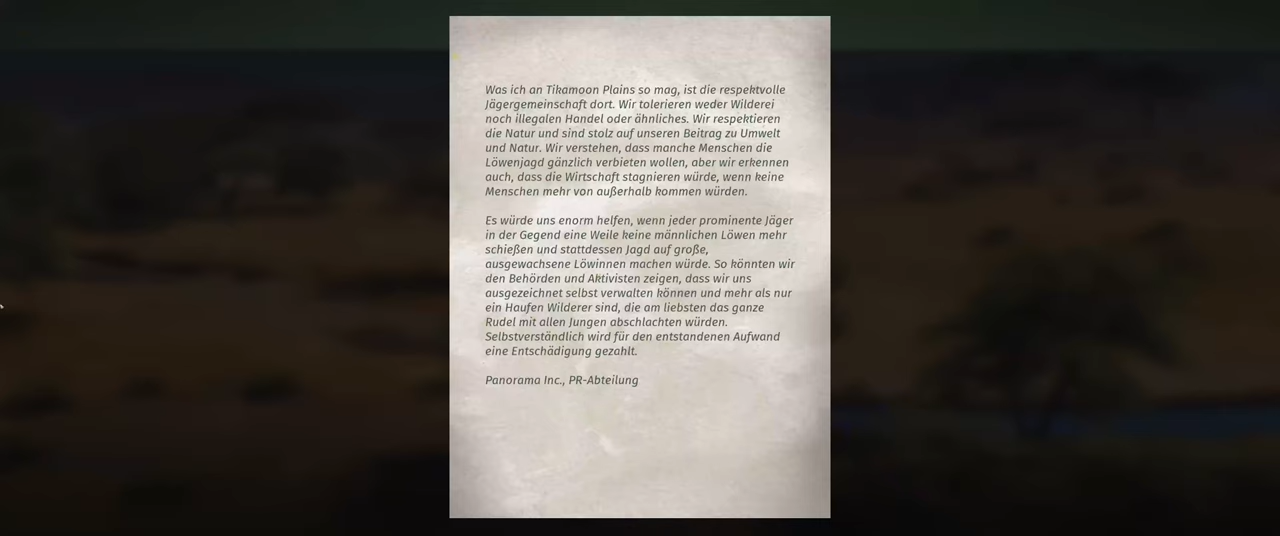 Was ich an Tikamoon Plains so mag, ist die respektvolle
Jägergemeinschaft dort. Wir tolerieren weder Wilderei
noch illegalen Handel oder ähnliches. Wir respektieren
die Natur und sind stolz auf unseren Beitrag zu Umwelt
und Natur. Wir verstehen, dass manche Menschen die
Löwenjagd gänzlich verbieten wollen, aber wir erkennen
auch, dass die Wirtschaft stagnieren würde, wenn keine
Menschen mehr von außerhalb kommen würden.
Es würde uns enorm helfen, wenn jeder prominente Jäger
in der Gegend eine Weile keine männlichen Löwen mehr
schießen und stattdessen Jagd auf große,
ausgewachsene Löwinnen machen würde. So könnten wir
den Behörden und Aktivisten zeigen, dass wir uns
ausgezeichnet selbst verwalten können und mehr als nur
ein Haufen Wilderer sind, die am liebsten das ganze
Rudel mit allen Jungen abschlachten würden.
Selbstverständlich wird für den entstandenen Aufwand
eine Entschädigung gezahlt.
Panorama Inc., PR-Abteilung